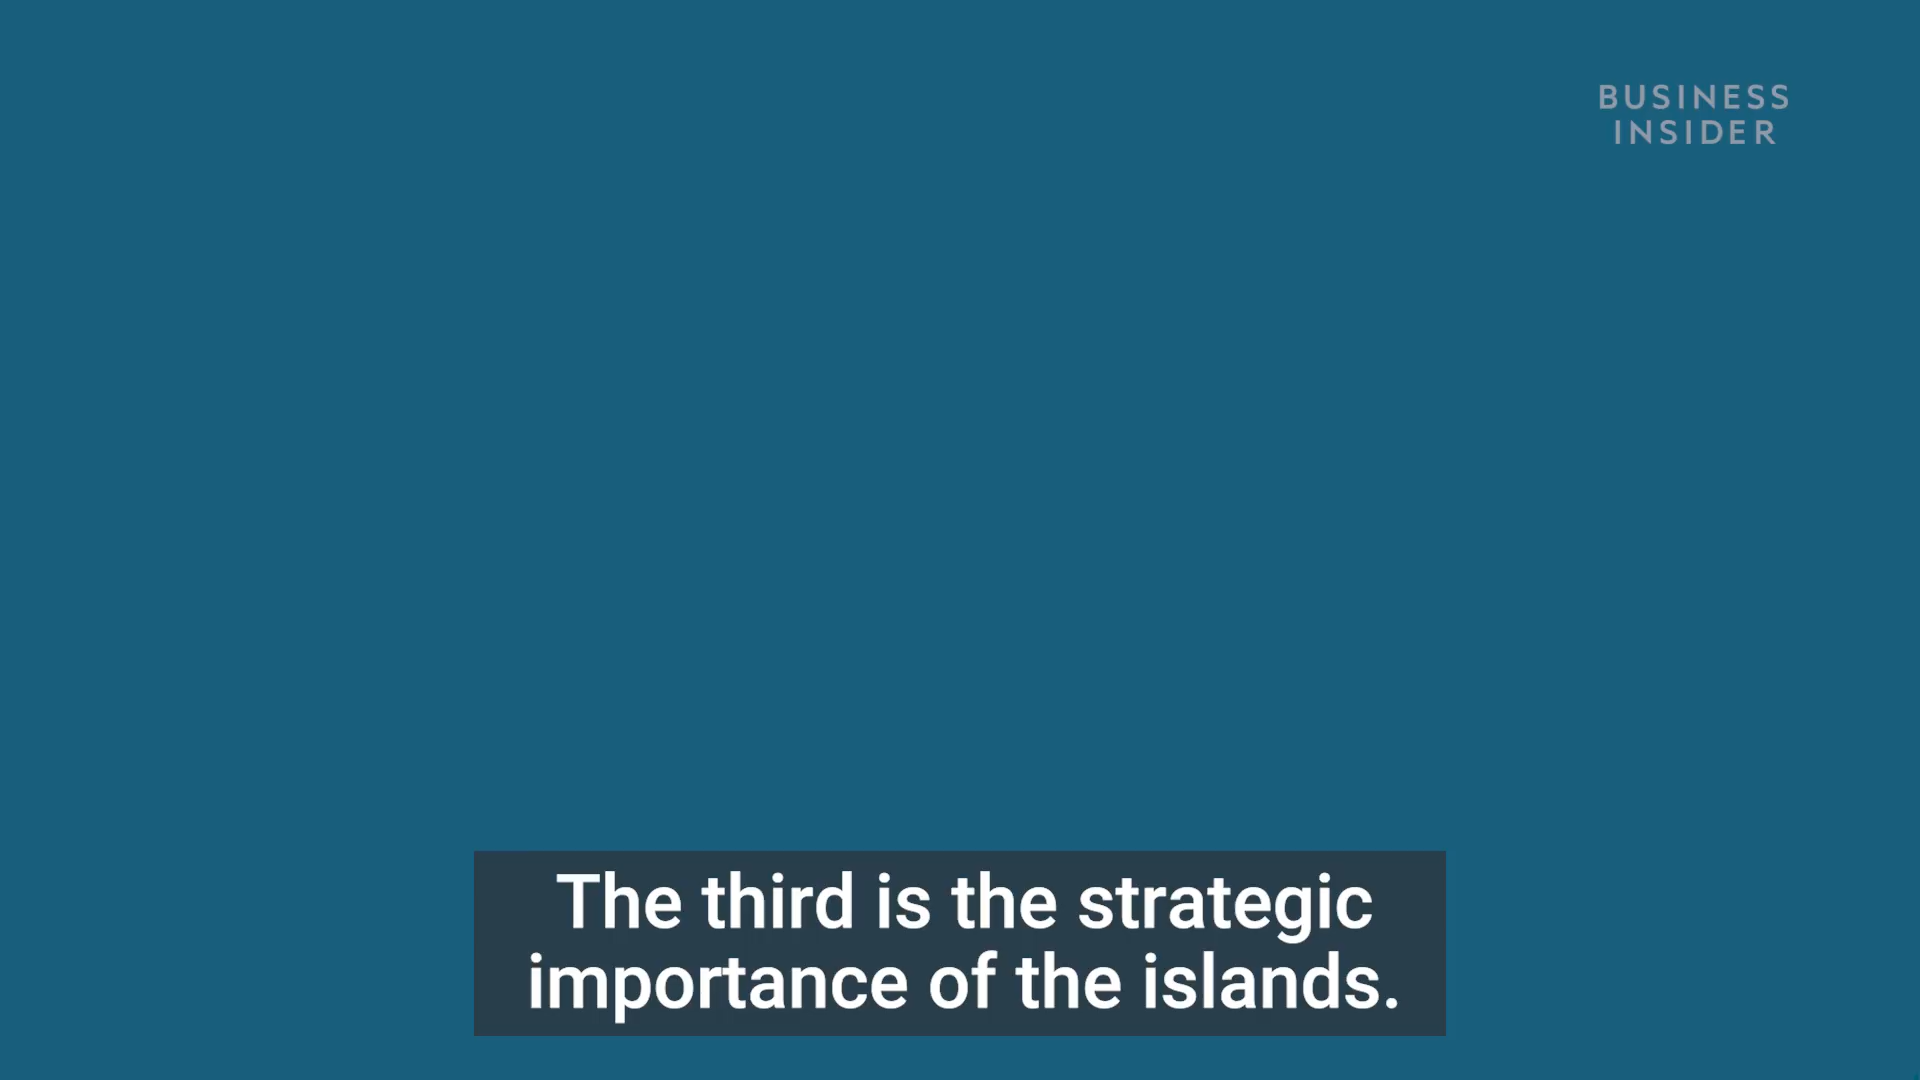 BUSINESS
INSIDER
The third is the strategic
importance of the islands.